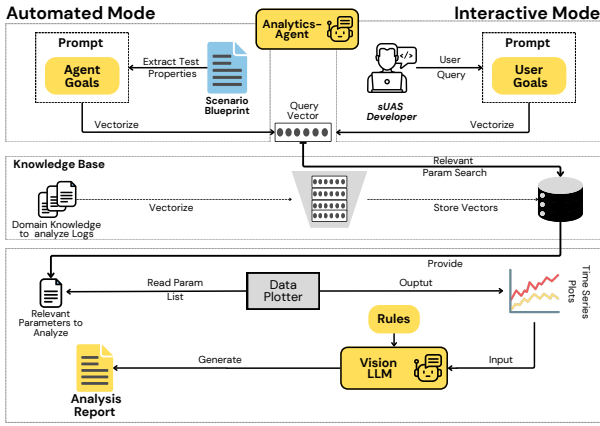 Automated Mode
Analytics-
Agent
Interactive Mode
Prompt
Agent
Goals
Extract Test
Properties
Scenario
Blueprint
sUAS
Developer
User
Query
Prompt
User
Goals
Vectorize
Query
Vector
Vectorize
Knowledge Base
Relevant
Param Search
Domain Knowledge
to analyze Logs
Vectorize
Store Vectors
Provide
Relevant
Parameters to
Analyze
Read Param
List
Data
Plotter
Ouptut
Time Series
Plots
Rules
Vision
LLM
Input
Generate
Analysis
Report